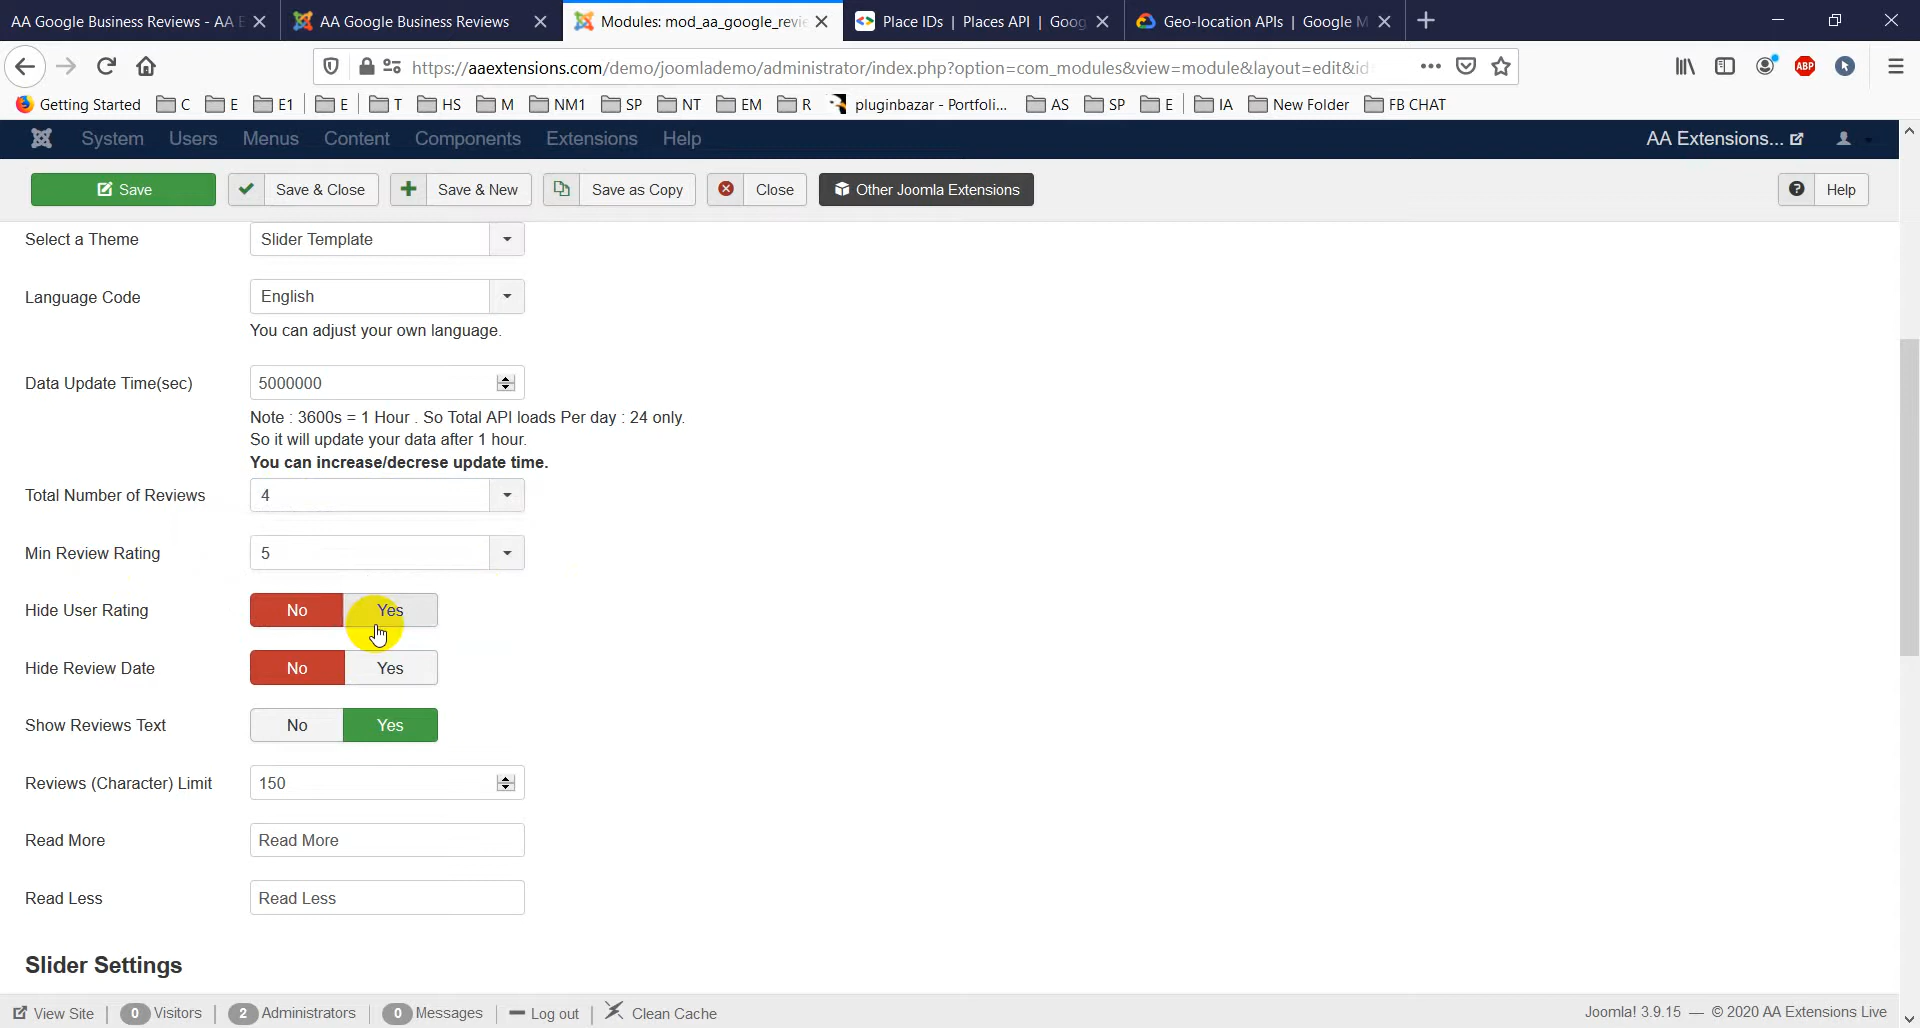 AA Google Business Reviews - AA E
AA Google Business Reviews
Modules: mod_aa_google_revie
Place IDs | Places API | Goog
Geo-location APIs | Google M
https://aaextensions.com/demo/joomlademo/administrator/index.php?option=com_modules&view=module&layout=edit&id
ABP
Getting Started C E E1 E T HS M NM1 SP NT EM R pluginbazar - Portfoli... AS SP E IA New Folder FB CHAT
System Users Menus Content Components Extensions Help AA Extensions...
Save Save & Close Save & New Save as Copy Close Other Joomla Extensions Help
Select a Theme Slider Template
Language Code English
You can adjust your own language.
Data Update Time(sec) 5000000
Note : 3600s = 1 Hour . So Total API loads Per day : 24 only.
So it will update your data after 1 hour.
You can increase/decrese update time.
Total Number of Reviews 4
Min Review Rating 5
Hide User Rating No Yes
Hide Review Date No Yes
Show Reviews Text No Yes
Reviews (Character) Limit 150
Read More Read More
Read Less Read Less
Slider Settings
View Site 0 Visitors 2 Administrators 0 Messages Log out Clean Cache Joomla! 3.9.15 — © 2020 AA Extensions Live